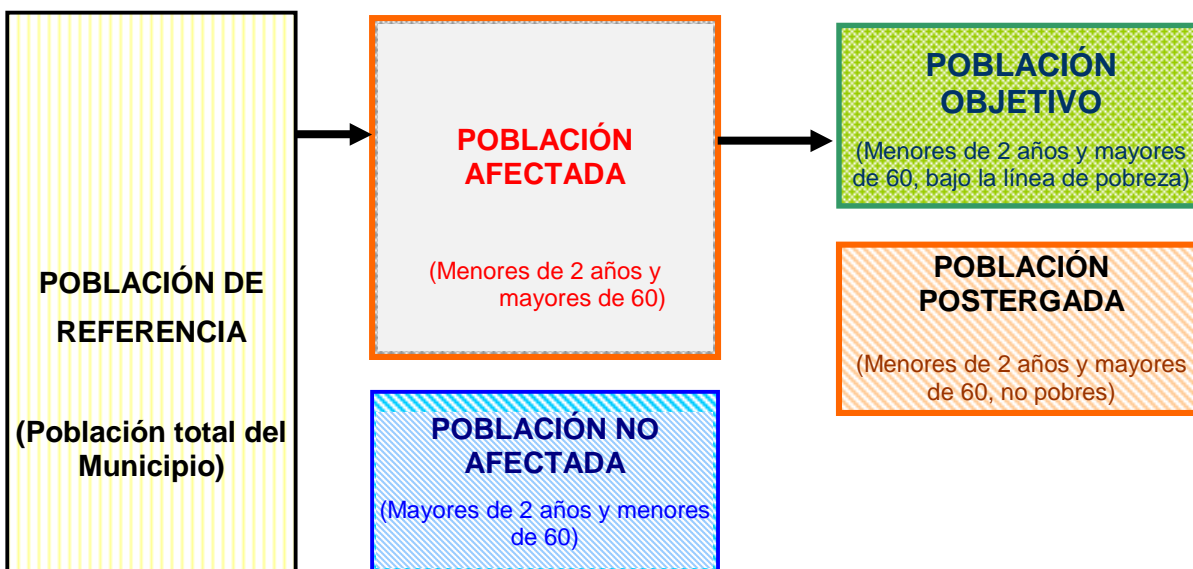 POBLACIÓN DE
REFERENCIA
(Población total del
Municipio)
POBLACIÓN
AFECTADA
(Menores de 2 años y
mayores de 60)
POBLACIÓN NO
AFECTADA
(Mayores de 2 años y menores
de 60)
POBLACIÓN
OBJETIVO
(Menores de 2 años y mayores
de 60, bajo la línea de pobreza)
POBLACIÓN
POSTERGADA
(Menores de 2 años y mayores
de 60, no pobres)